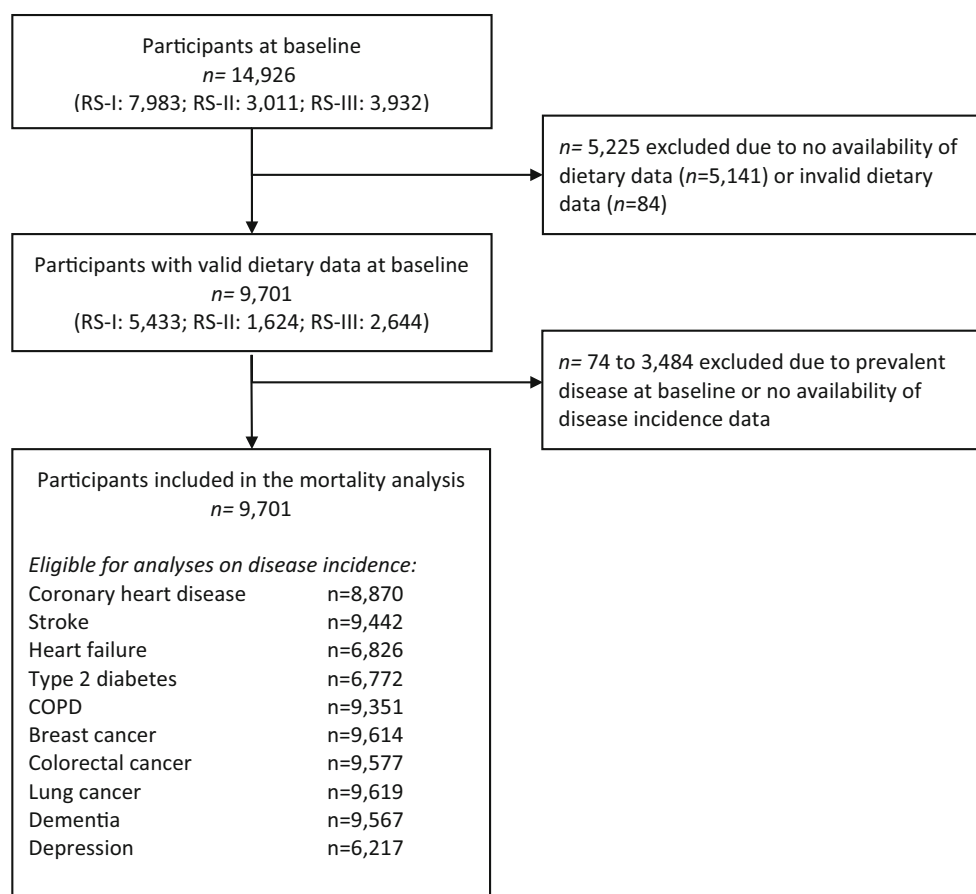 Participants at baseline
n= 14,926
(RS-I: 7,983; RS-II: 3,011; RS-III: 3,932)
n= 5,225 excluded due to no availability of
dietary data (n=5,141) or invalid dietary
data (n=84)
Participants with valid dietary data at baseline
n= 9,701
(RS-I: 5,433; RS-II: 1,624; RS-III: 2,644)
n= 74 to 3,484 excluded due to prevalent
disease at baseline or no availability of
disease incidence data
Participants included in the mortality analysis
n= 9,701
Eligible for analyses on disease incidence:
Coronary heart disease n=8,870
Stroke n=9,442
Heart failure n=6,826
Type 2 diabetes n=6,772
COPD n=9,351
Breast cancer n=9,614
Colorectal cancer n=9,577
Lung cancer n=9,619
Dementia n=9,567
Depression n=6,217